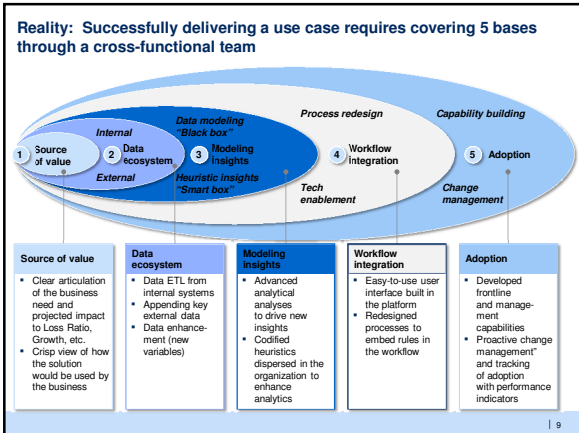 Reality:  Successfully delivering a use case requires covering 5 bases
through a cross-functional team
1
Source
of value
Internal
2
Data
ecosystem
External
Data modeling
“Black box”
3
Modeling
Insights
Heuristic insights
“Smart box”
Process redesign
4
Workflow
integration
Tech
enablement
Capability building
5
Adoption
Change
management
Source of value
▪ Clear articulation
of the business
need and
projected impact
to Loss Ratio,
Growth, etc.
▪ Crisp view of how
the solution
would be used by
the business
Data
ecosystem
▪ Data ETL from
internal systems
▪ Appending key
external data
▪ Data enhance-
ment (new
variables)
Modeling
insights
▪ Advanced
analytical
analyses
to drive new
insights
▪ Codified
heuristics
dispersed in the
organization to
enhance
analytics
Workflow
integration
▪ Easy-to-use user
interface built in
the platform
▪ Redesigned
processes to
embed rules in
the workflow
Adoption
▪ Developed
frontline
and manage-
ment
capabilities
▪ Proactive change
management”
and tracking
of adoption
with performance
indicators
| 9